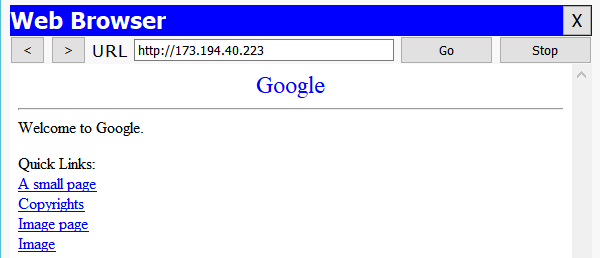 Web Browser X
< > URL http://173.194.40.223 Go Stop
Google
Welcome to Google.
Quick Links:
A small page
Copyrights
Image page
Image